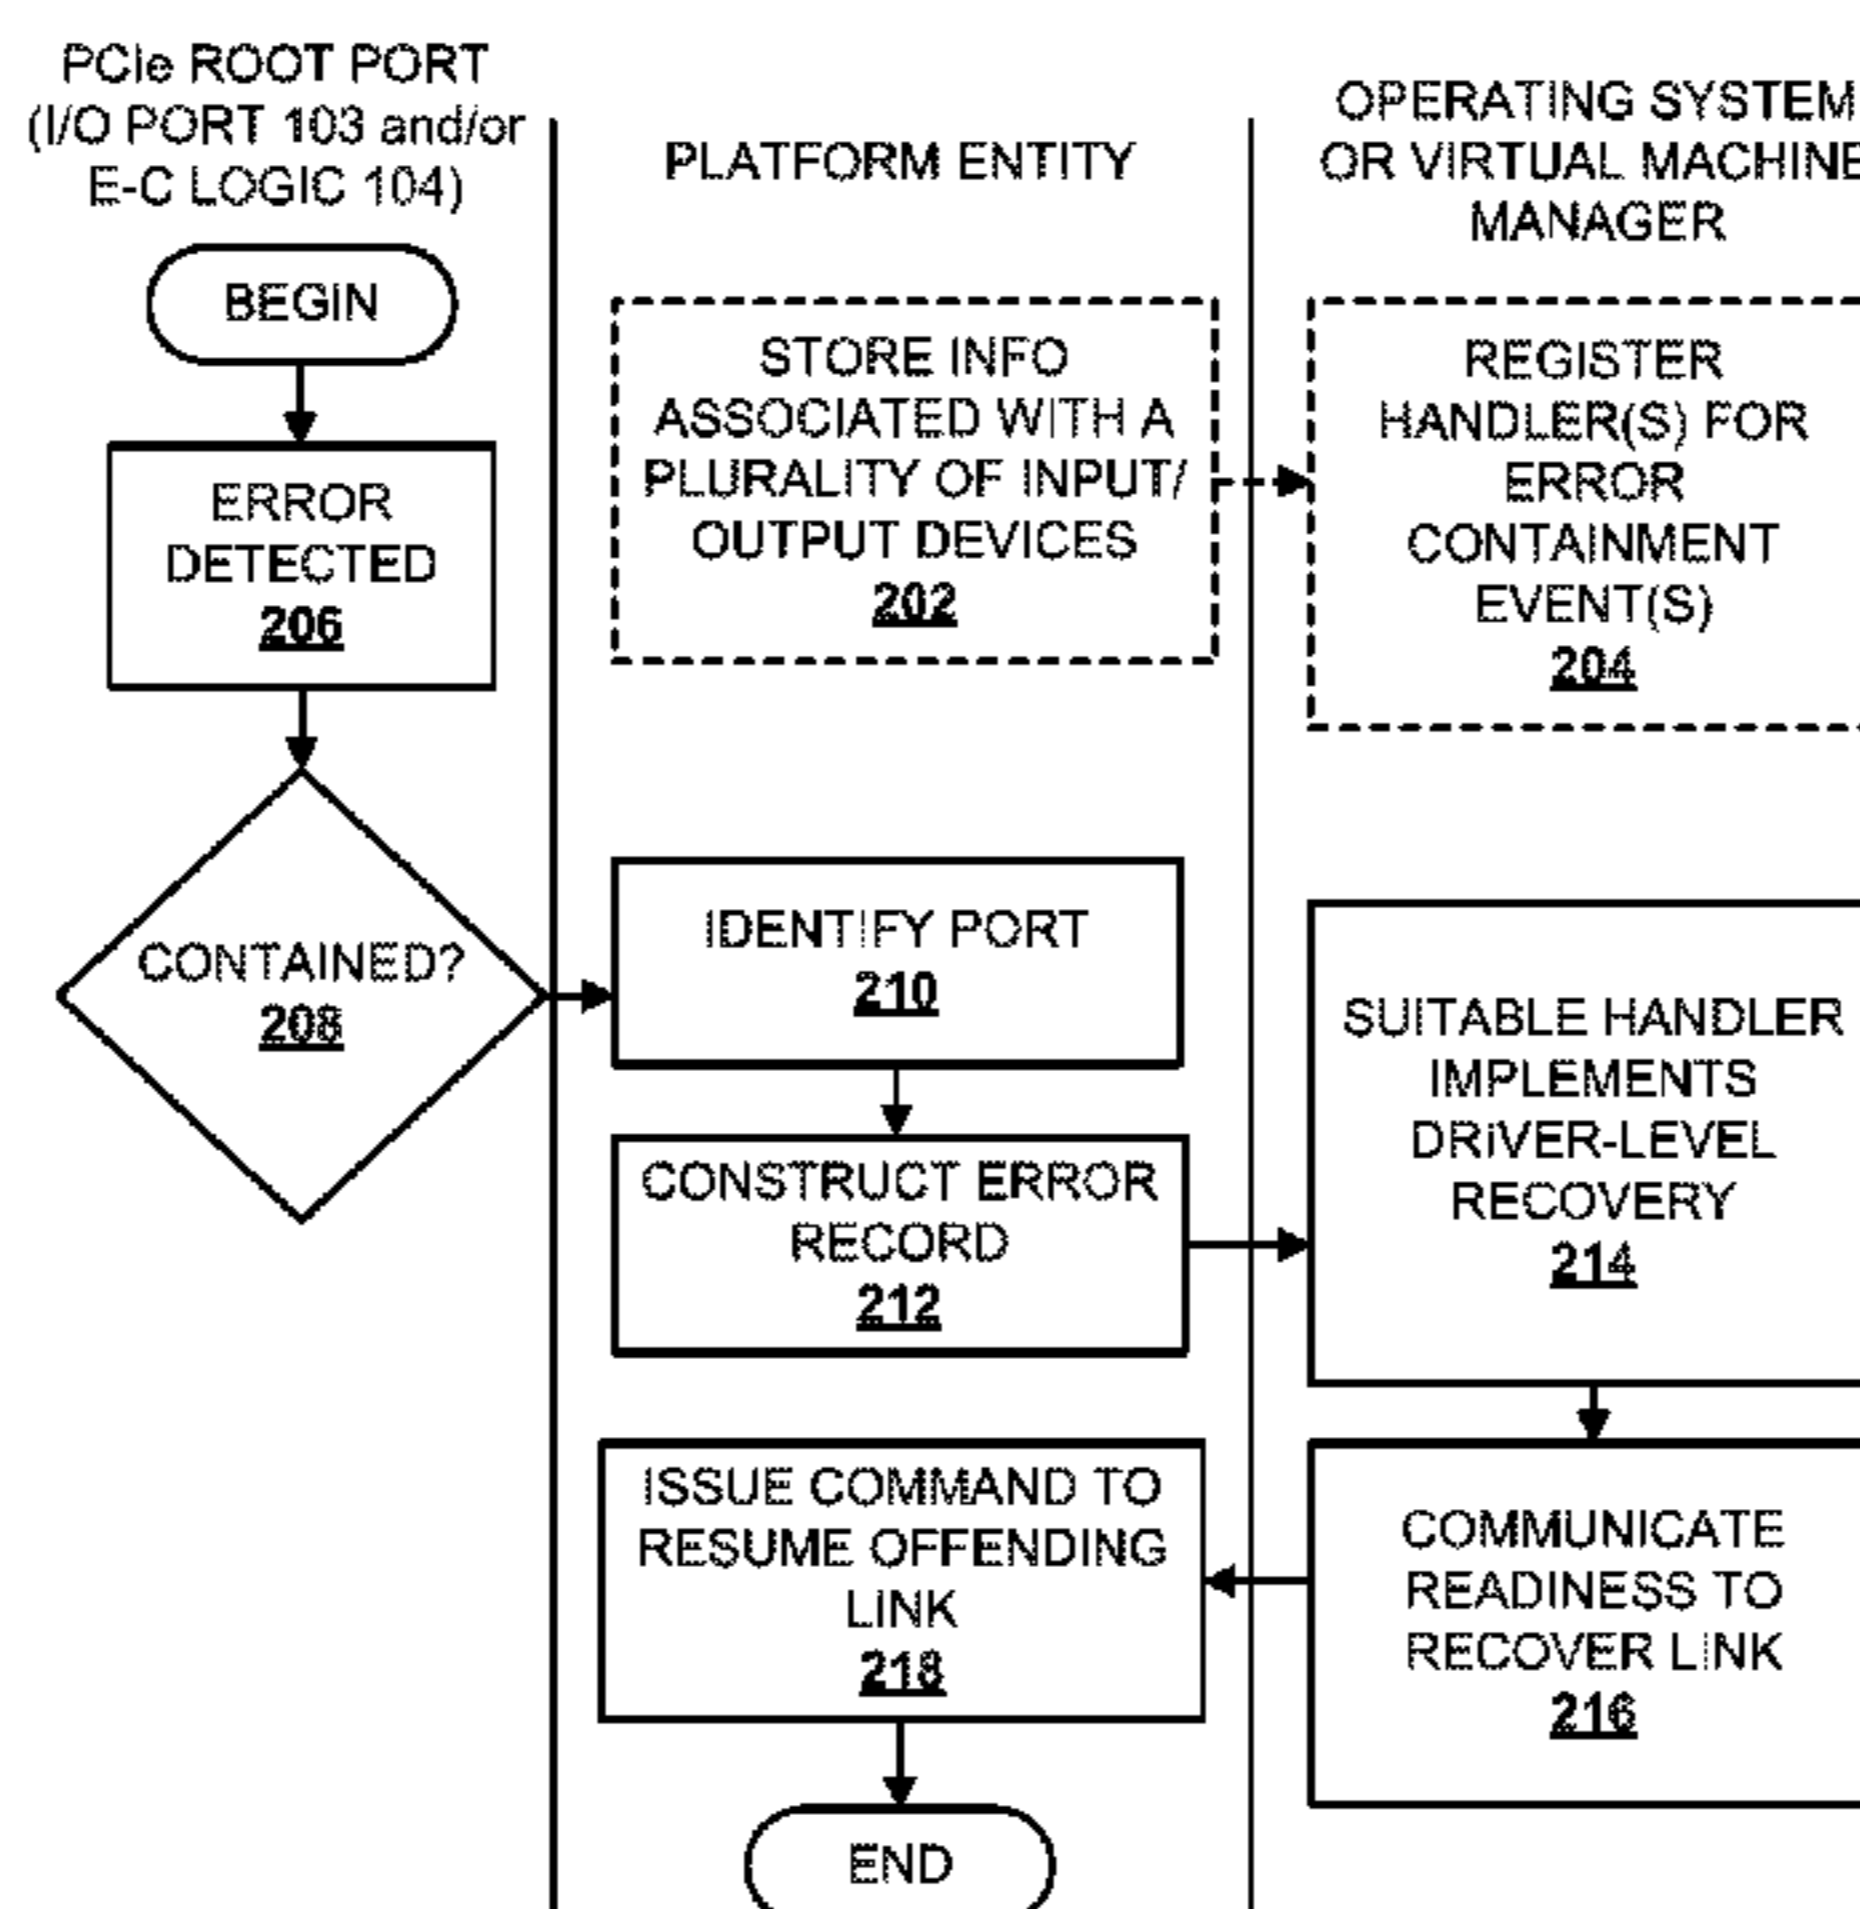 PCIe ROOT PORT
(I/O PORT 103 and/or
E-C LOGIC 104)
BEGIN
ERROR
DETECTED
206
CONTAINED?
208
PLATFORM ENTITY
STORE INFO
ASSOCIATED WITH A
PLURALITY OF INPUT/
OUTPUT DEVICES
202
IDENTIFY PORT
210
CONSTRUCT ERROR
RECORD
212
ISSUE COMMAND TO
RESUME OFFENDING
LINK
218
END
OPERATING SYSTEM
OR VIRTUAL MACHINE
MANAGER
REGISTER
HANDLER(S) FOR
ERROR
CONTAINMENT
EVENT(S)
204
SUITABLE HANDLER
IMPLEMENTS
DRIVER-LEVEL
RECOVERY
214
COMMUNICATE
READINESS TO
RECOVER LINK
216